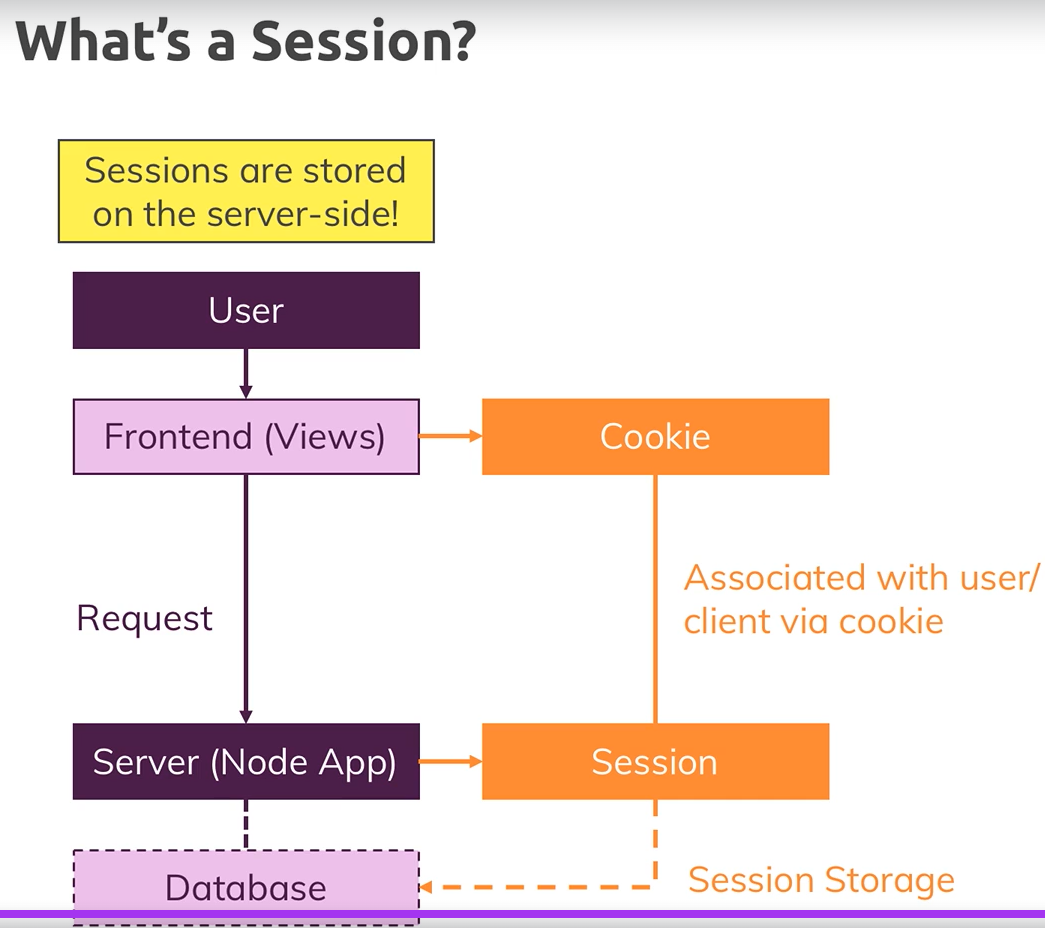 What's a Session?
Sessions are stored
on the server-side!
User
Frontend (Views)
Cookie
Request
Associated with user/
client via cookie
Server (Node App)
Session
Database
Session Storage